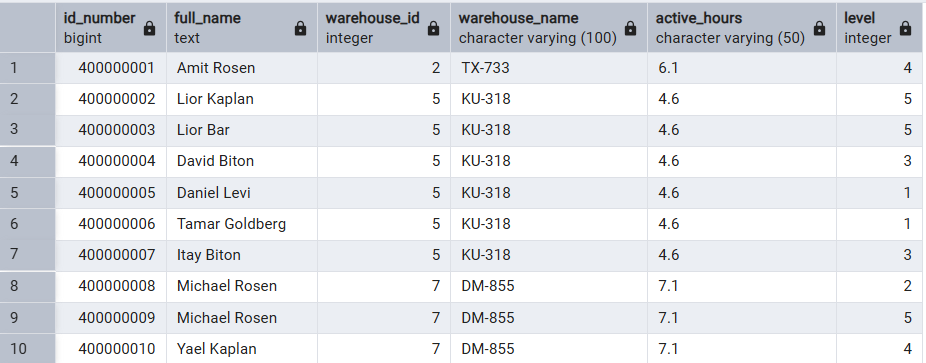 id_number full_name warehouse_id warehouse_name active_hours level
bigint text integer character varying (100) character varying (50) integer
1 400000001 Amit Rosen 2 TX-733 6.1 4
2 400000002 Lior Kaplan 5 KU-318 4.6 5
3 400000003 Lior Bar 5 KU-318 4.6 5
4 400000004 David Biton 5 KU-318 4.6 3
5 400000005 Daniel Levi 5 KU-318 4.6 1
6 400000006 Tamar Goldberg 5 KU-318 4.6 1
7 400000007 Itay Biton 5 KU-318 4.6 3
8 400000008 Michael Rosen 7 DM-855 7.1 2
9 400000009 Michael Rosen 7 DM-855 7.1 5
10 400000010 Yael Kaplan 7 DM-855 7.1 4